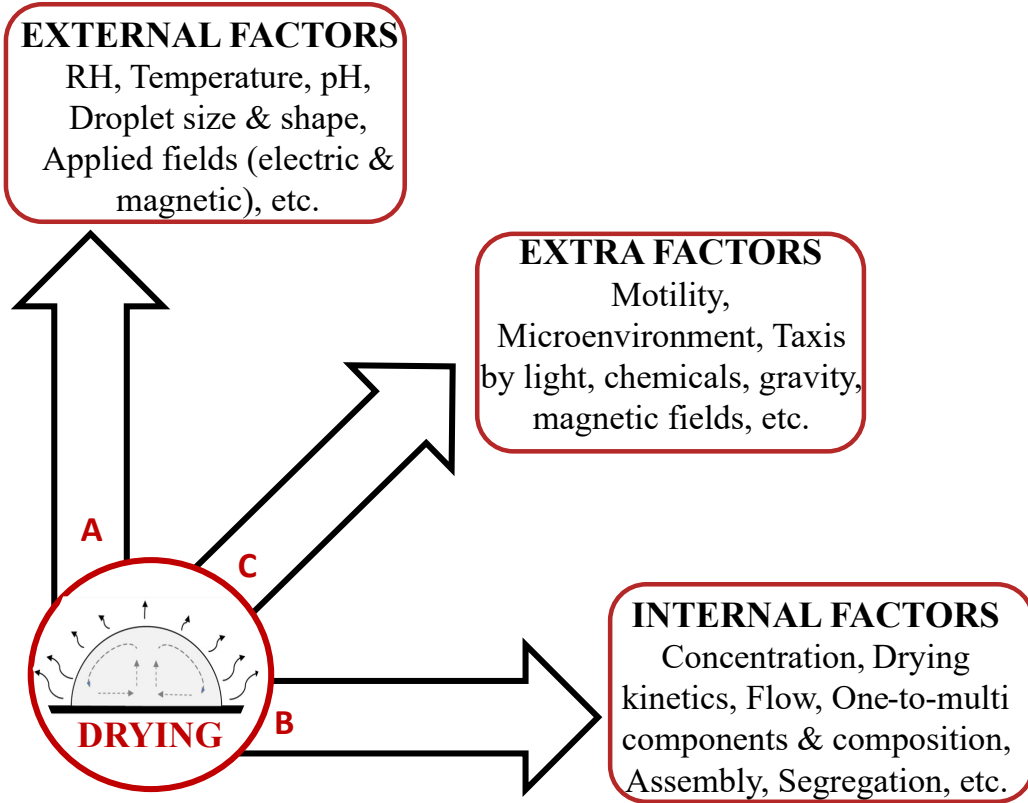 EXTERNAL FACTORS
RH, Temperature, pH,
Droplet size & shape,
Applied fields (electric &
magnetic), etc.
EXTRA FACTORS
Motility,
Microenvironment, Taxis
by light, chemicals, gravity,
magnetic fields, etc.
A
C
INTERNAL FACTORS
Concentration, Drying
kinetics, Flow, One-to-multi
components & composition,
Assembly, Segregation, etc.
B
DRYING